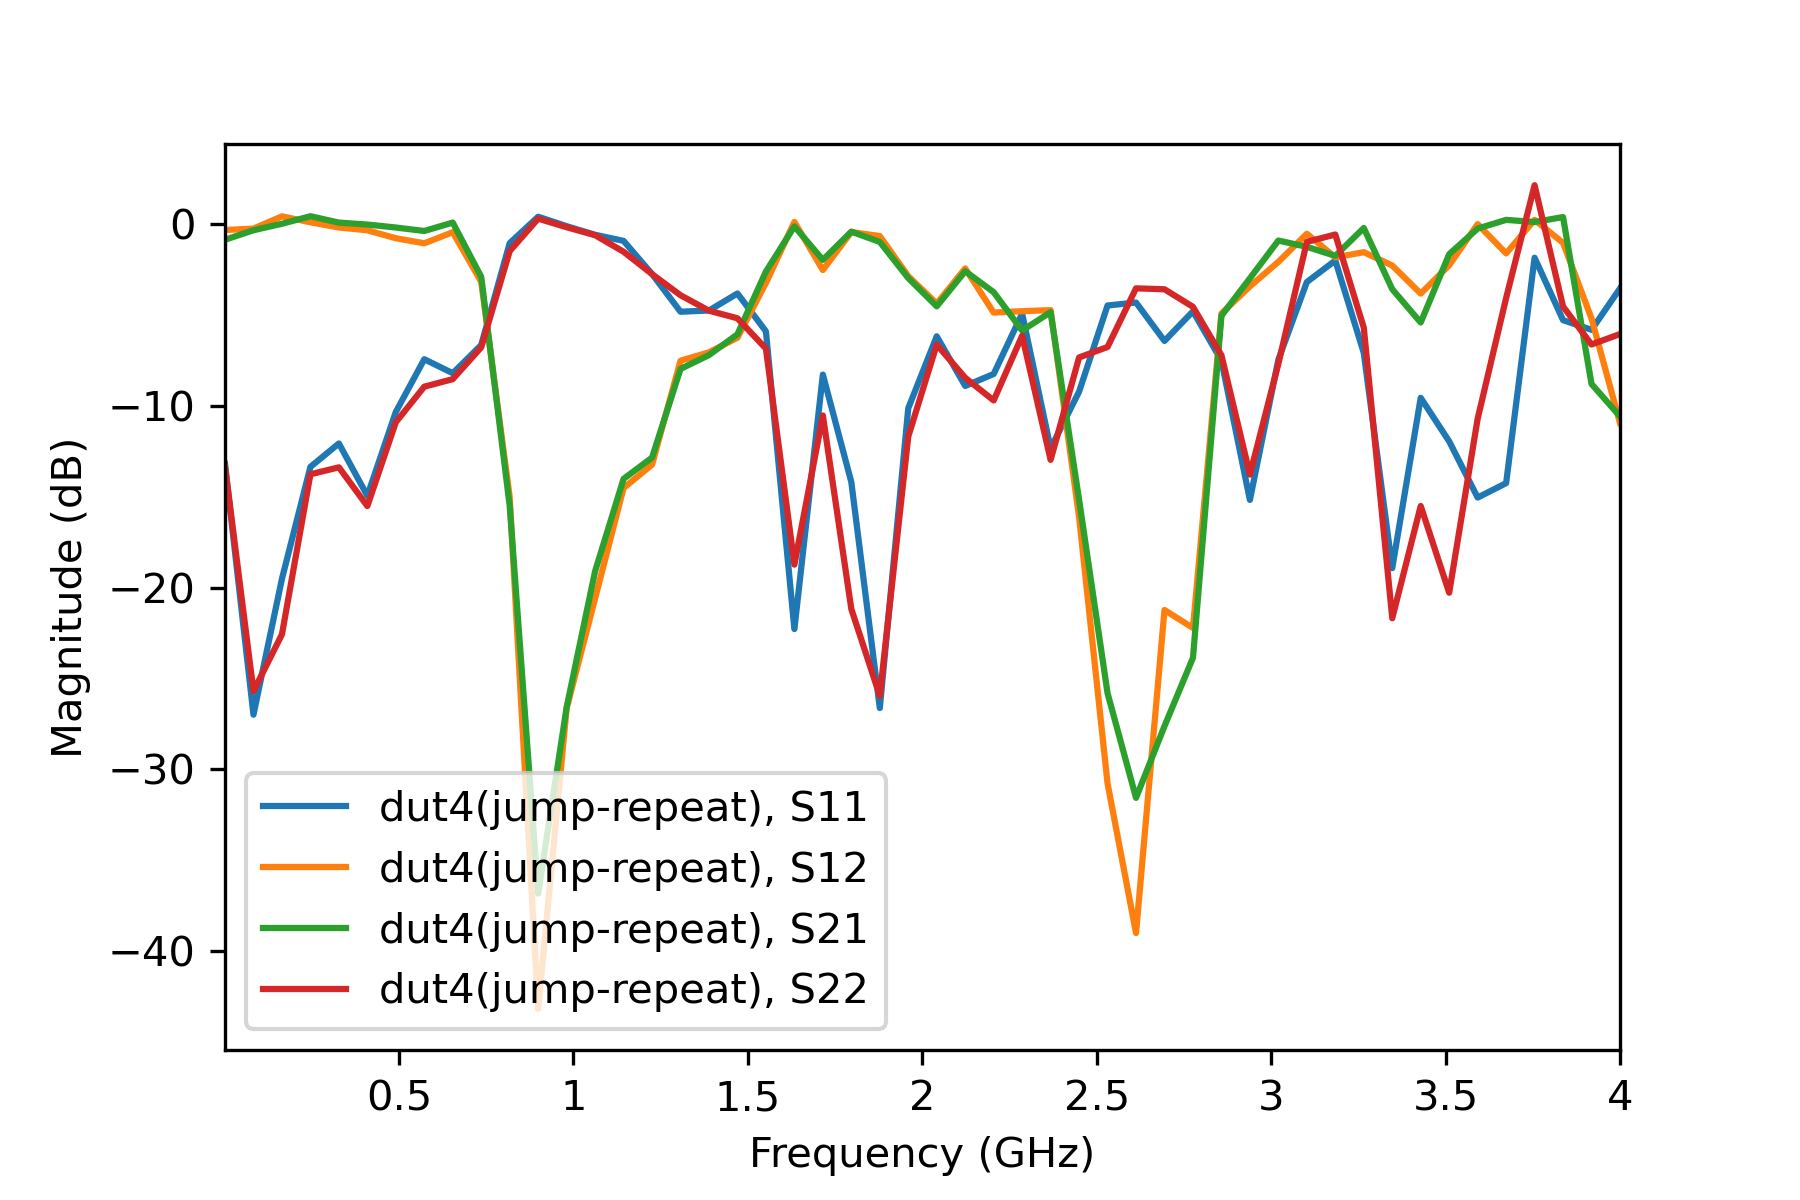 0
−10
−20
−30
−40
Magnitude (dB)
dut4(jump-repeat), S11
dut4(jump-repeat), S12
dut4(jump-repeat), S21
dut4(jump-repeat), S22
0.5 1 1.5 2 2.5 3 3.5 4
Frequency (GHz)